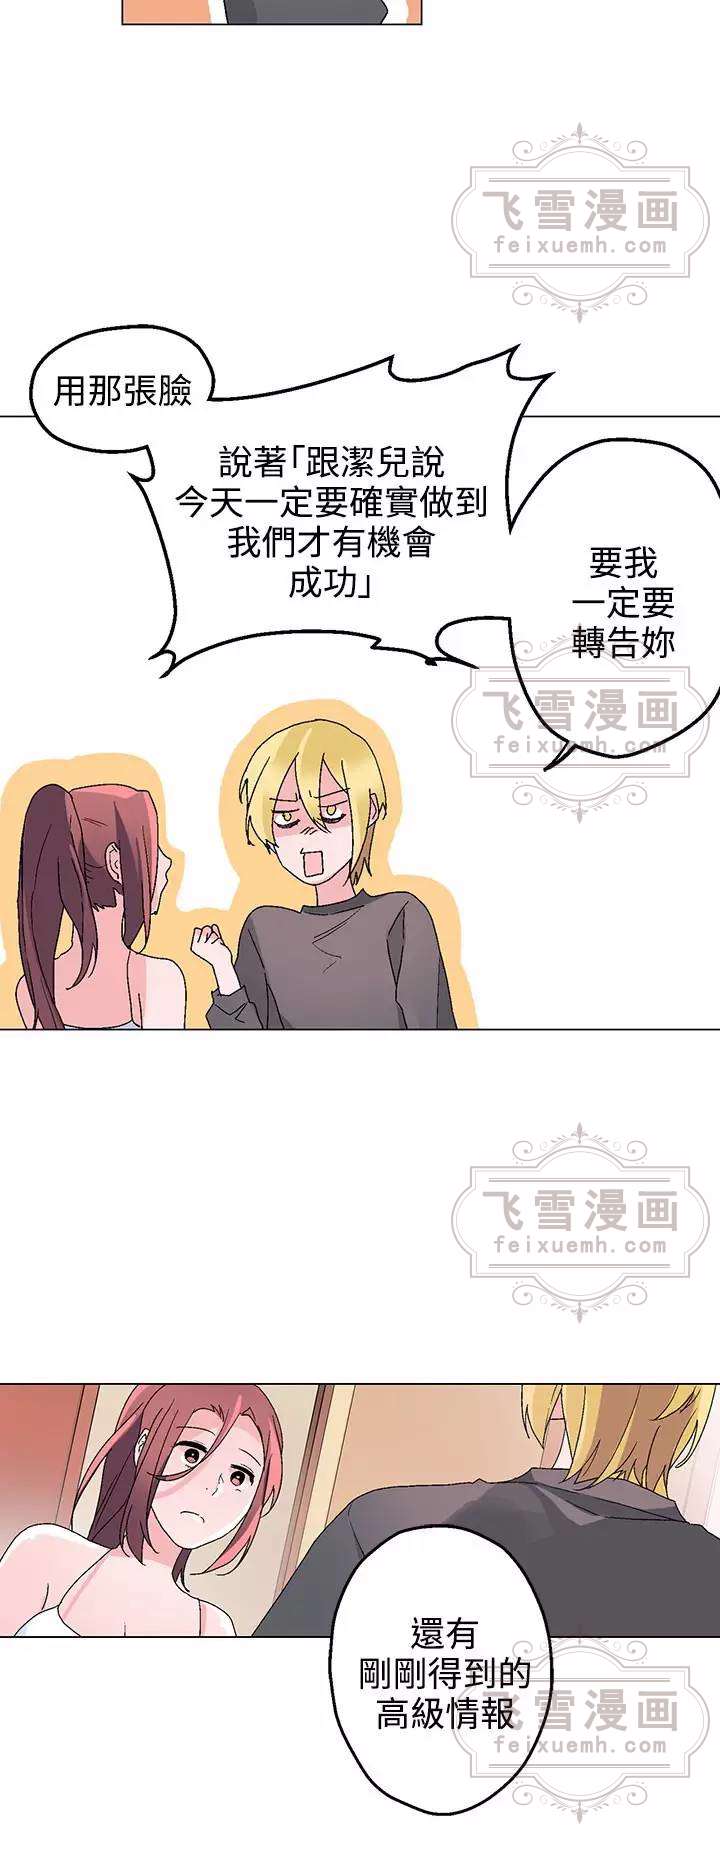 飞雪漫画
feixuemh.com
用那張臉
說著「跟潔兒說
今天一定要確實做到
我們才有機會
成功」
要我
一定要
轉告妳
飞雪漫画
feixuemh.com
飞雪漫画
feixuemh.com
還有
剛剛得到的
高級情報
飞雪漫画
feixuemh.com